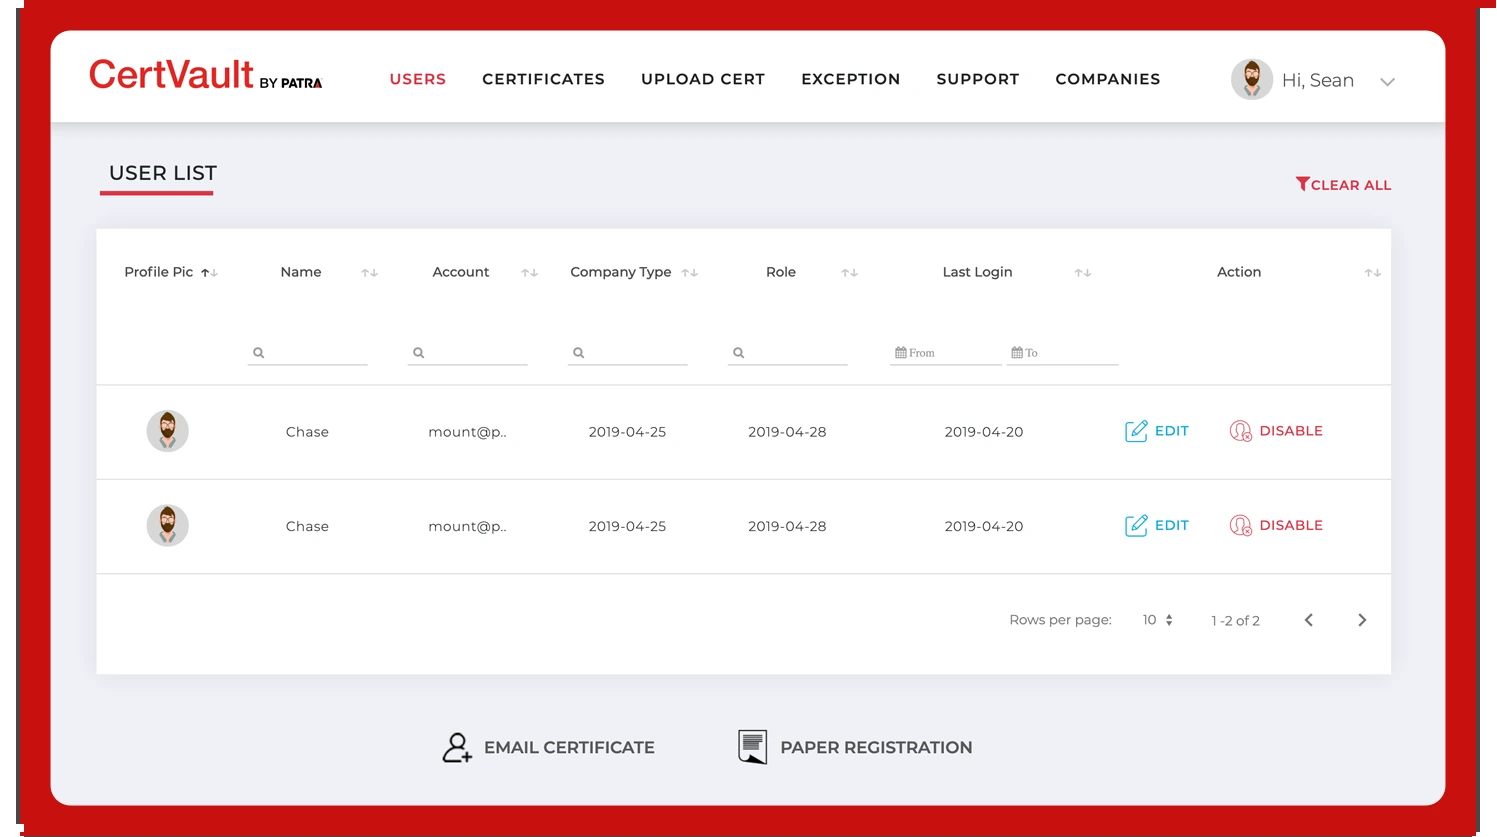 CertVault BY PATRA USERS CERTIFICATES UPLOAD CERT EXCEPTION SUPPORT COMPANIES Hi, Sean
USER LIST
CLEAR ALL
Profile Pic Name Account Company Type Role Last Login Action
From To
Chase mount@p.. 2019-04-25 2019-04-28 2019-04-20 EDIT DISABLE
Chase mount@p.. 2019-04-25 2019-04-28 2019-04-20 EDIT DISABLE
Rows per page: 10 1 -2 of 2
EMAIL CERTIFICATE PAPER REGISTRATION